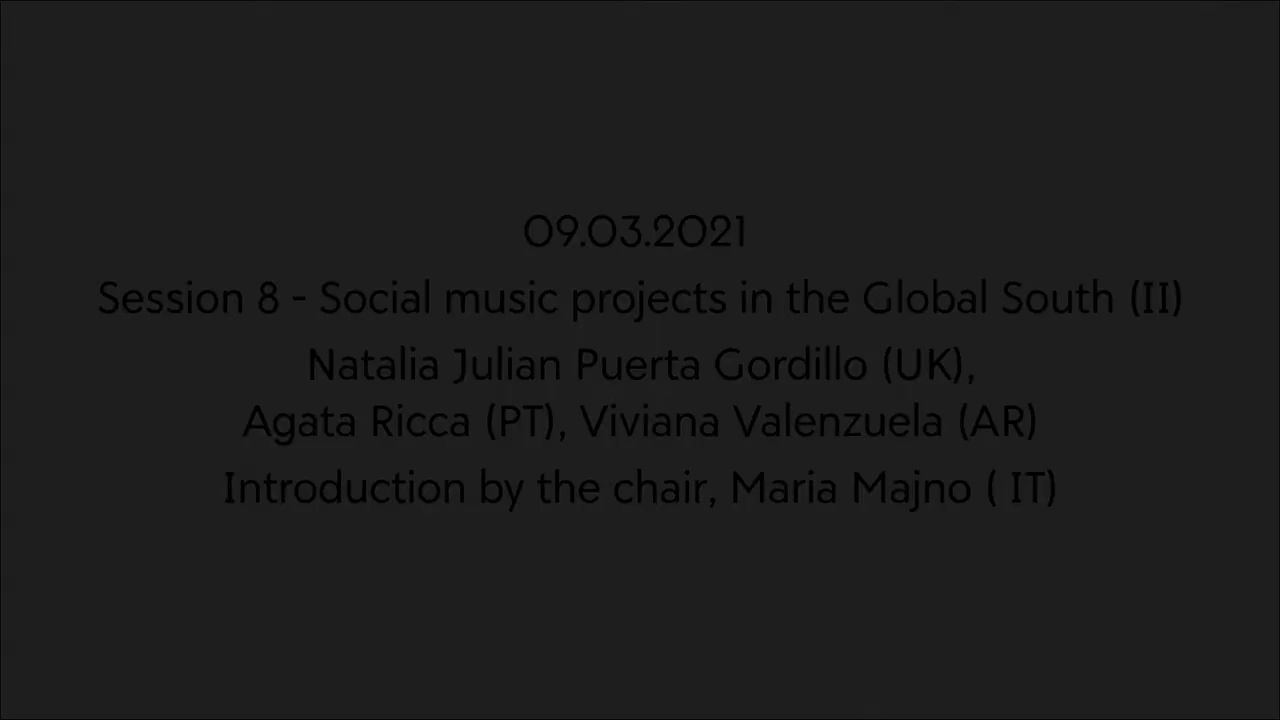 09.03.2021
Session 8 - Social music projects in the Global South (II)
Natalia Julian Puerta Gordillo (UK),
Agata Ricca (PT), Viviana Valenzuela (AR)
Introduction by the chair, Maria Majno ( IT)